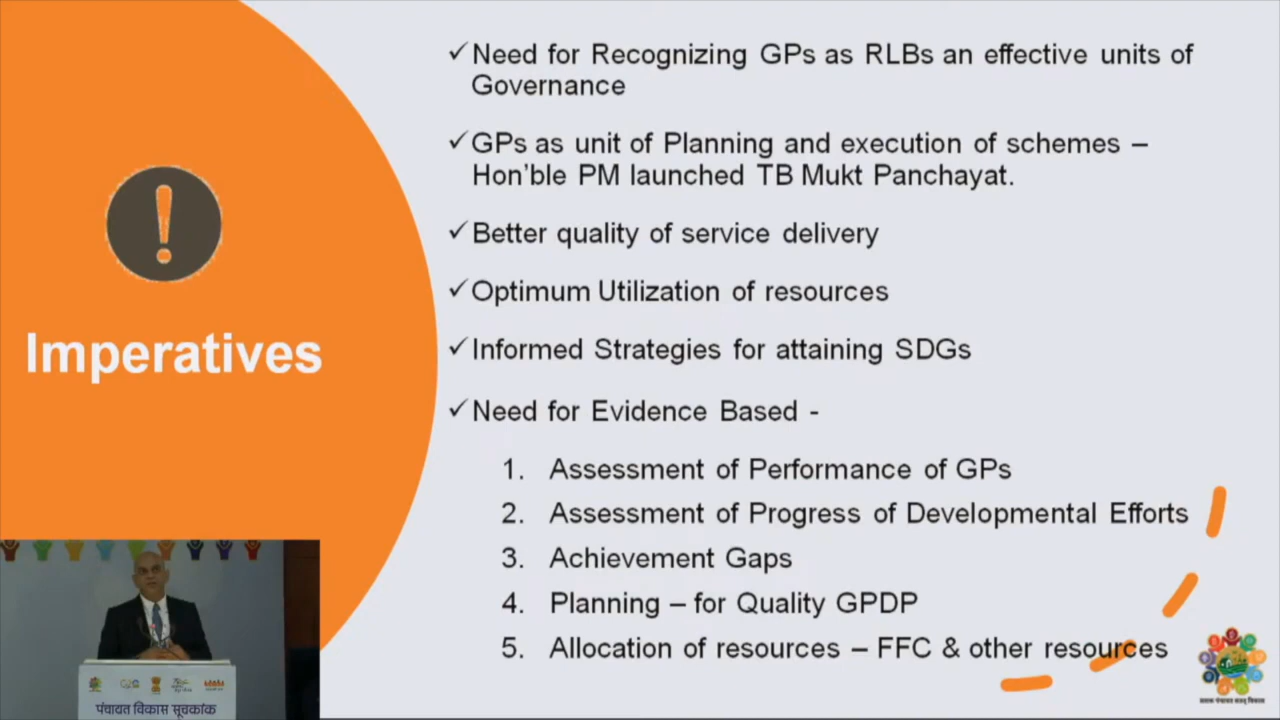 ✓Need for Recognizing GPs as RLBs an effective units of
Governance
✓GPs as unit of Planning and execution of schemes –
Hon'ble PM launched TB Mukt Panchayat.
✓Better quality of service delivery
✓Optimum Utilization of resources
✓Informed Strategies for attaining SDGs
✓Need for Evidence Based -
1. Assessment of Performance of GPs
2. Assessment of Progress of Developmental Efforts
3. Achievement Gaps
4. Planning – for Quality GPDP
5. Allocation of resources – FFC & other resources
Imperatives
पंचायत विकास सूचकांक